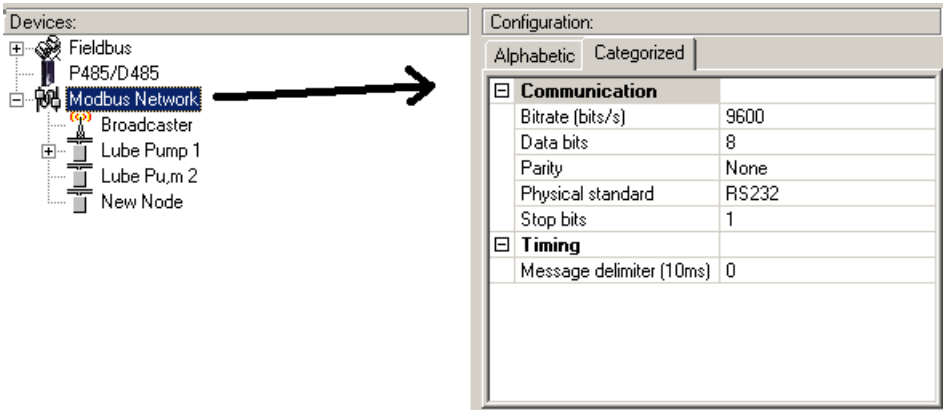 Devices:
Fieldbus
P485/D485
Modbus Network
Broadcaster
Lube Pump 1
Lube Pu,m 2
New Node
Configuration:
Alphabetic Categorized
Communication
Bitrate (bits/s) 9600
Data bits 8
Parity None
Physical standard RS232
Stop bits 1
Timing
Message delimiter (10ms) 0